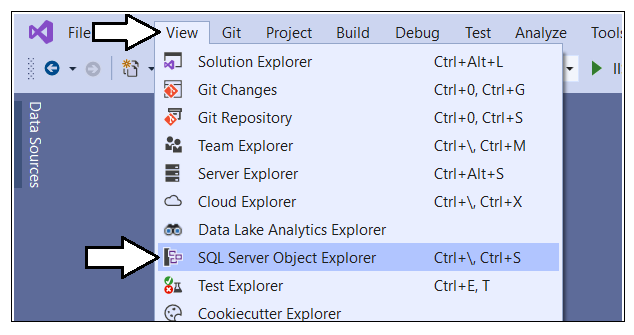 File View Git Project Build Debug Test Analyze Tools
Data Sources
Solution Explorer Ctrl+Alt+L
Git Changes Ctrl+0, Ctrl+G
Git Repository Ctrl+0, Ctrl+S
Team Explorer Ctrl+\, Ctrl+M
Server Explorer Ctrl+Alt+S
Cloud Explorer Ctrl+\, Ctrl+X
Data Lake Analytics Explorer
SQL Server Object Explorer Ctrl+\, Ctrl+S
Test Explorer Ctrl+E, T
Cookiecutter Explorer